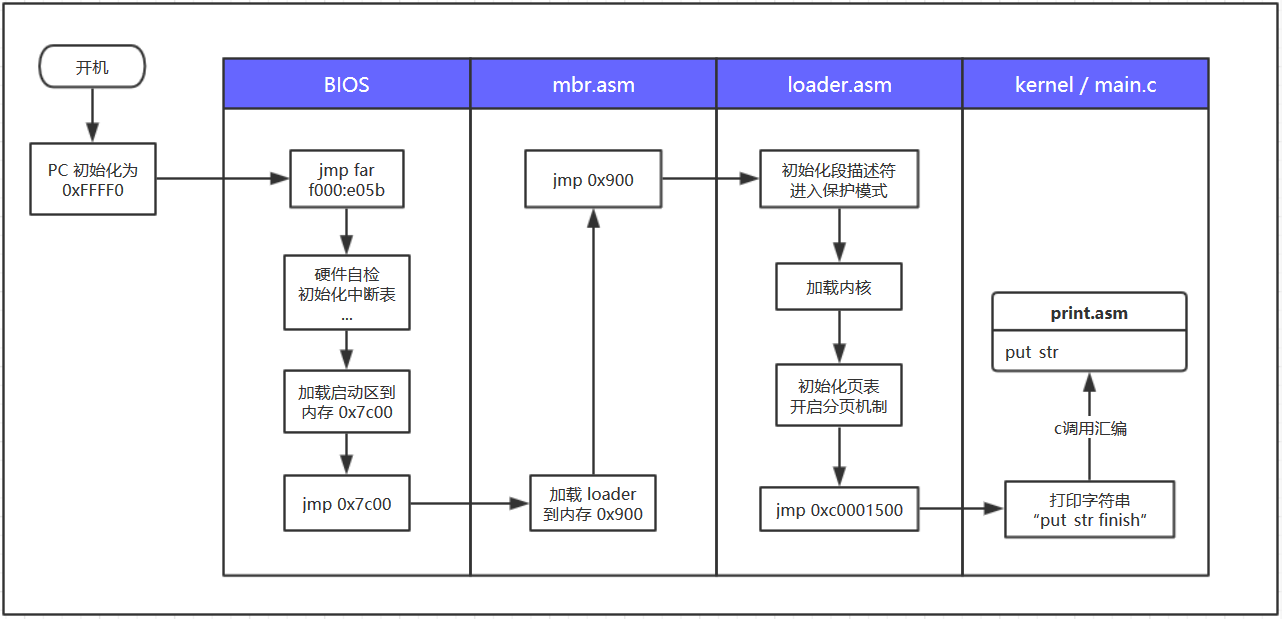 开机
PC 初始化为
0xFFFF0
BIOS
jmp far
f000:e05b
硬件自检
初始化中断表
...
加载启动区到
内存 0x7c00
jmp 0x7c00
mbr.asm
jmp 0x900
加载 loader
到内存 0x900
loader.asm
初始化段描述符
进入保护模式
加载内核
初始化页表
开启分页机制
jmp 0xc0001500
kernel / main.c
print.asm
put str
c调用汇编
打印字符串
“put str finish”